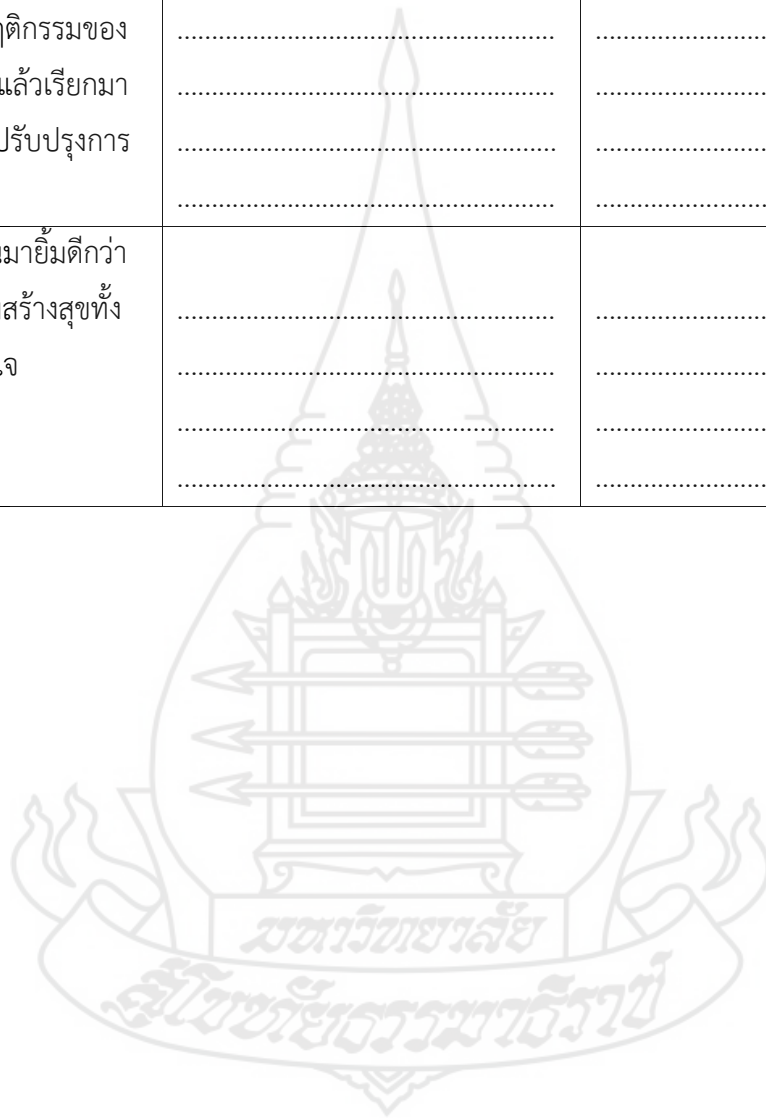 ฤติกรรมของ ....................................................... .........................
แล้วเรียกมา ....................................................... .........................
ปรับปรุงการ ....................................................... .........................
....................................................... .........................
มายิ้มดีกว่า
สร้างสุขทั้ง ....................................................... .........................
ใจ ....................................................... .........................
....................................................... .........................
....................................................... .........................
มหาวิทยาลัย
สุโขทัยธรรมาธิราช